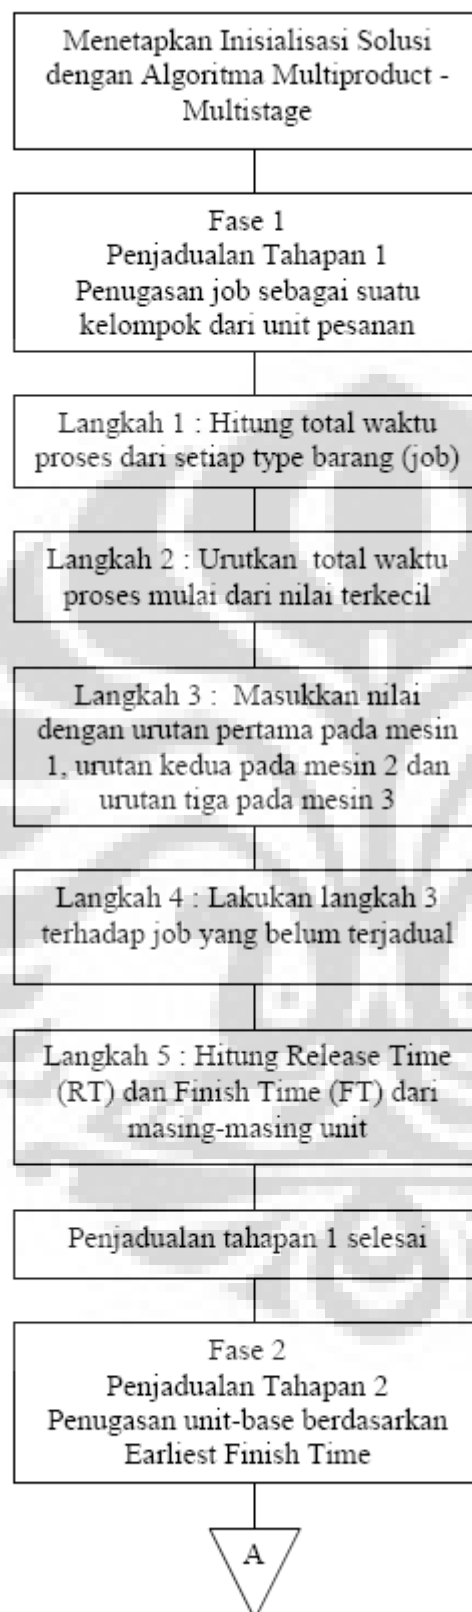 Menetapkan Inisialisasi Solusi
dengan Algoritma Multiproduct -
Multistage
Fase 1
Penjadualan Tahapan 1
Penugasan job sebagai suatu
kelompok dari unit pesanan
Langkah 1 : Hitung total waktu
proses dari setiap type barang (job)
Langkah 2 : Urutkan total waktu
proses mulai dari nilai terkecil
Langkah 3 : Masukkan nilai
dengan urutan pertama pada mesin
1, urutan kedua pada mesin 2 dan
urutan tiga pada mesin 3
Langkah 4 : Lakukan langkah 3
terhadap job yang belum terjadual
Langkah 5 : Hitung Release Time
(RT) dan Finish Time (FT) dari
masing-masing unit
Penjadualan tahapan 1 selesai
Fase 2
Penjadualan Tahapan 2
Penugasan unit-base berdasarkan
Earliest Finish Time
A